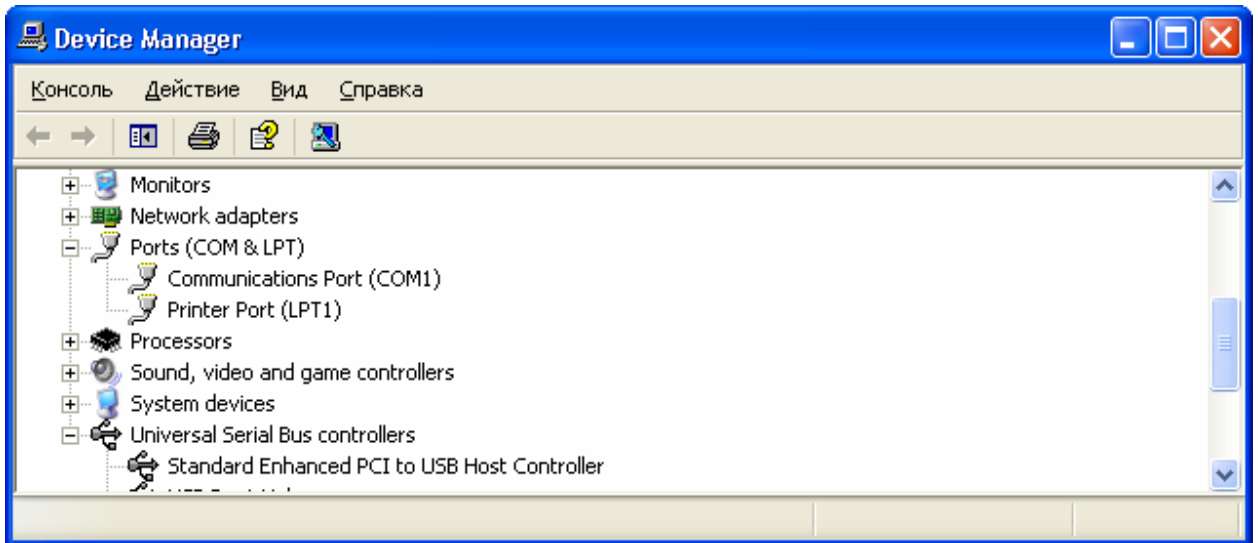 Device Manager
Консоль Действие Вид Справка
Monitors
Network adapters
Ports (COM & LPT)
Communications Port (COM1)
Printer Port (LPT1)
Processors
Sound, video and game controllers
System devices
Universal Serial Bus controllers
Standard Enhanced PCI to USB Host Controller